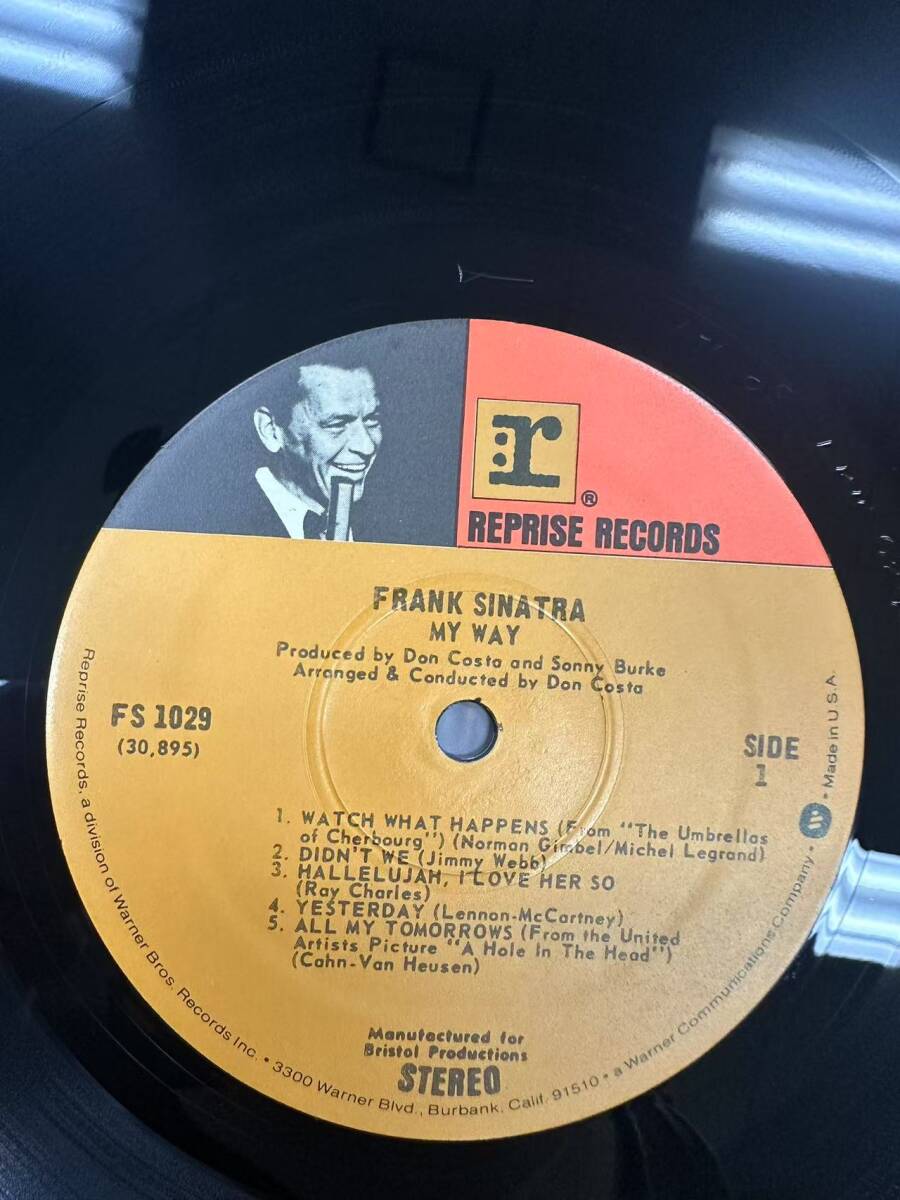 r
®
REPRISE RECORDS
FRANK SINATRA
MY WAY
Produced by Don Costa and Sonny Burke
Arranged & Conducted by Don Costa
FS 1029
(30,895)
SIDE
1
1. WATCH WHAT HAPPENS (From "The Umbrellas
of Cherbourg") (Norman Gimbel/Michel Legrand)
2. DIDN'T WE (Jimmy Webb)
3. HALLELUJAH, I LOVE HER SO
(Ray Charles)
4. YESTERDAY (Lennon-McCartney)
5. ALL MY TOMORROWS (From the United
Artists Picture "A Hole In The Head")
(Cahn-Van Heusen)
Manufactured for
Bristol Productions
STEREO
Reprise Records, a division of Warner Bros. Records Inc. • 3300 Warner Blvd., Burbank, Calif. 91510 • a Warner Communications Company • Made in U.S.A.